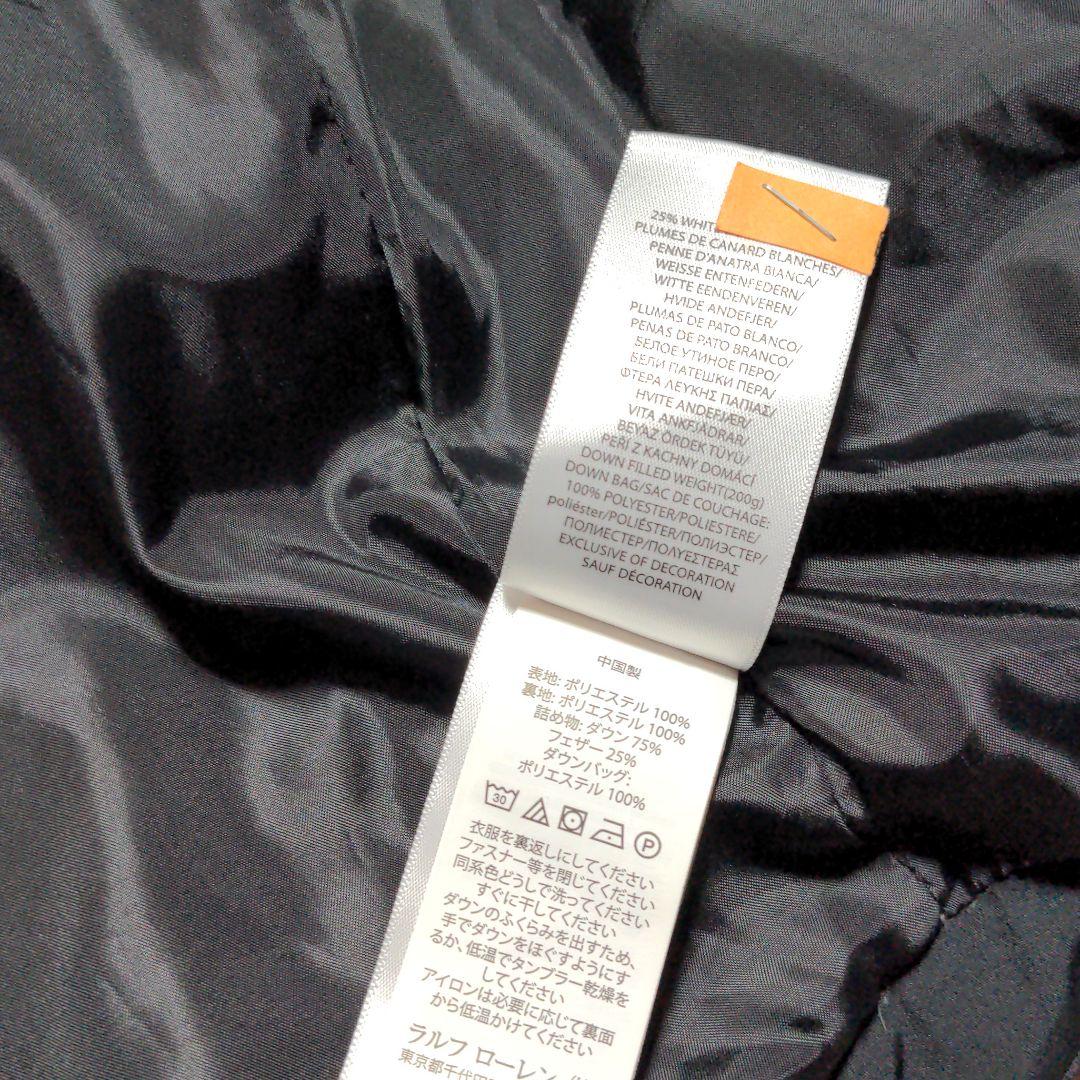 25% WHIT
PLUMES DE CANARD BLANCHES/
PENNE D'ANATRA BIANCA/
WEISSE ENTENFEDERN/
WITTE EENDENVEREN/
HVIDE ANDEFJER/
PLUMAS DE PATO BLANCO/
PENAS DE PATO BRANCO/
БЕЛОЕ УТИНОЕ ПЕРО/
БЕЛИ ПАТЕШКИ ПЕРА/
ΦΤΕΡΑ ΛΕΥΚΗΣ ΠΑΠΙΑΣ/
HVITE ANDEFJÆR/
VITA ANKFJÄDRAR/
BEYAZ ÖRDEK TÜYÜ/
PEŘÍ Z KACHNY DOMÁCÍ
DOWN FILLED WEIGHT(200g)
DOWN BAG/SAC DE COUCHAGE:
100% POLYESTER/POLIESTERE/
poliéster/POLIÉSTER/ПОЛИЭСТЕР/
ПОЛИЕСТЕР/ΠΟΛΥΕΣΤΕΡΑΣ
EXCLUSIVE OF DECORATION
SAUF DÉCORATION
中国製
表地: ポリエステル 100%
裏地: ポリエステル 100%
詰め物: ダウン 75%
フェザー 25%
ダウンバッグ:
ポリエステル 100%
30 P
衣服を裏返しにしてください
ファスナー等を閉じてください
同系色どうしで洗ってください
すぐに干してください
ダウンのふくらみを出すため、
手でダウンをほぐすようにす
るか、低温でタンブラー乾燥を
してください
アイロンは必要に応じて裏面
から低温かけてください
ラルフ ローレン
東京都千代田